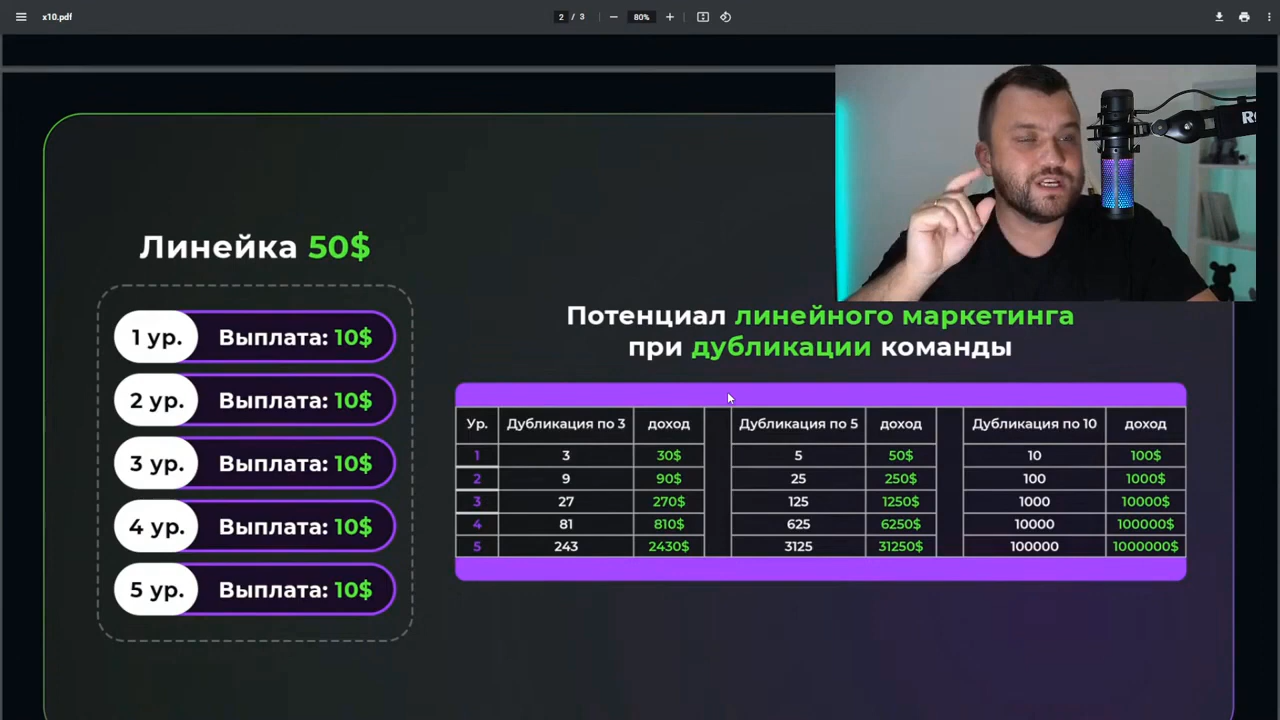 x10.pdf
2 / 3
80%
Линейка 50$
1 ур. Выплата: 10$
2 ур. Выплата: 10$
3 ур. Выплата: 10$
4 ур. Выплата: 10$
5 ур. Выплата: 10$
Потенциал линейного маркетинга
при дубликации команды
Ур. Дубликация по 3 доход Дубликация по 5 доход Дубликация по 10 доход
1 3 30$ 5 50$ 10 100$
2 9 90$ 25 250$ 100 1000$
3 27 270$ 125 1250$ 1000 10000$
4 81 810$ 625 6250$ 10000 100000$
5 243 2430$ 3125 31250$ 100000 1000000$